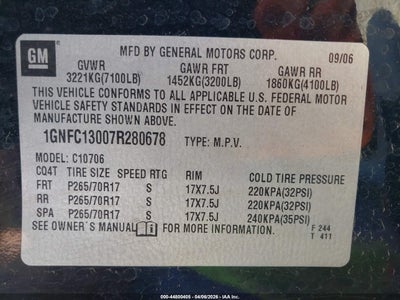 GM
MFD BY GENERAL MOTORS CORP.
09/06
GVWR GAWR FRT GAWR RR
3221KG(7100LB) 1452KG(3200LB) 1860KG(4100LB)
THIS VEHICLE CONFORMS TO ALL APPLICABLE U.S. FEDERAL MOTOR
VEHICLE SAFETY STANDARDS IN EFFECT ON THE DATE OF
MANUFACTURE SHOWN ABOVE.
1GNFC13007R280678 TYPE: M.P.V.
MODEL: C10706
CQ4T TIRE SIZE SPEED RTG RIM COLD TIRE PRESSURE
FRT P265/70R17 S 17X7.5J 220KPA(32PSI)
RR P265/70R17 S 17X7.5J 220KPA(32PSI)
SPA P265/70R17 S 17X7.5J 240KPA(35PSI)
SEE OWNER'S MANUAL FOR MORE INFORMATION.
F 244
T 411
000-44800405 - 04/06/2026 - IAA Inc.